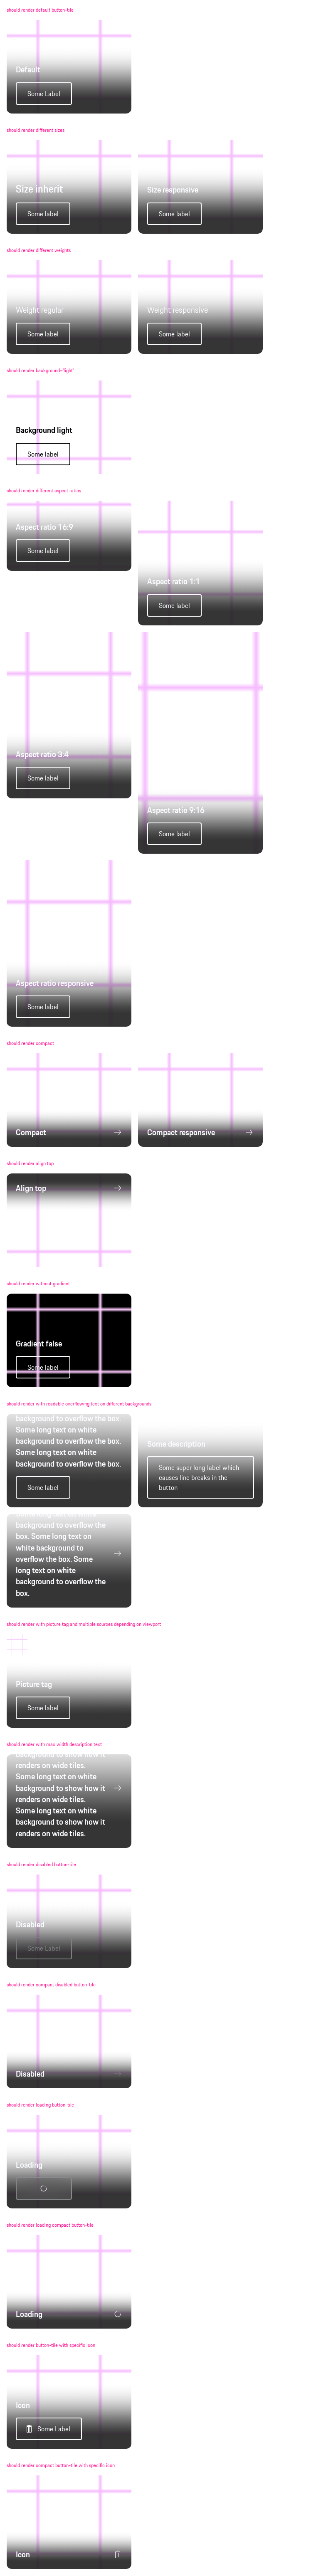 should render default button-tile
Default
Some Label
should render different sizes
Size inherit
Some label
Size responsive
Some label
should render different weights
Weight regular
Some label
Weight responsive
Some label
should render background='light'
Background light
Some label
should render different aspect ratios
Aspect ratio 16:9
Some label
Aspect ratio 1:1
Some label
Aspect ratio 3:4
Some label
Aspect ratio 9:16
Some label
Aspect ratio responsive
Some label
should render compact
Compact
Compact responsive
should render align top
Align top
should render without gradient
Gradient false
Some label
should render with readable overflowing text on different backgrounds
background to overflow the box.
Some long text on white
background to overflow the box.
Some long text on white
background to overflow the box.
Some label
Some description
Some super long label which
causes line breaks in the
button
background to overflow the
box. Some long text on
white background to
overflow the box. Some
long text on white
background to overflow the
box.
should render with picture tag and multiple sources depending on viewport
Picture tag
Some label
should render with max width description text
background to show how it
renders on wide tiles.
Some long text on white
background to show how it
renders on wide tiles.
Some long text on white
background to show how it
renders on wide tiles.
should render disabled button-tile
Disabled
Some Label
should render compact disabled button-tile
Disabled
should render loading button-tile
Loading
should render loading compact button-tile
Loading
should render button-tile with specific icon
Icon
Some Label
should render compact button-tile with specific icon
Icon